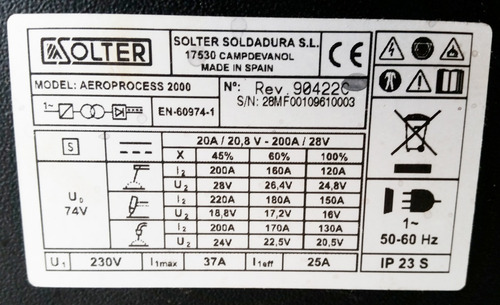 SOLTER
SOLTER SOLDADURA S.L.
17530 CAMPDEVANOL
MADE IN SPAIN
CE
MODEL: AEROPROCESS 2000
Nº: Rev. 90422C
S/N: 28MF00109610003
1~
EN-60974-1
S
20A / 20,8 V - 200A / 28V
X 45% 60% 100%
U0 74V
I2 200A 160A 120A
U2 28V 26,4V 24,8V
I2 220A 180A 150A
U2 18,8V 17,2V 16V
I2 200A 170A 130A
U2 24V 22,5V 20,5V
1~
50-60 Hz
U1 230V I1max 37A I1eff 25A IP 23 S